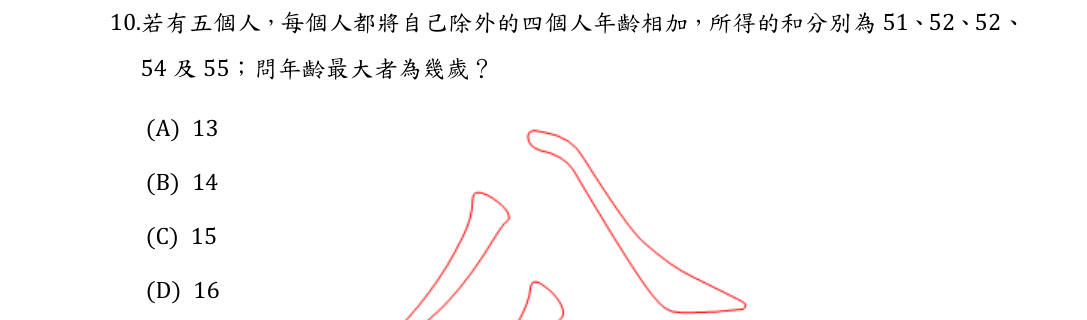 10.若有五個人，每個人都將自己除外的四個人年齡相加，所得的和分別為 51、52、52、
54 及 55；問年齡最大者為幾歲？
(A) 13
(B) 14
(C) 15
(D) 16